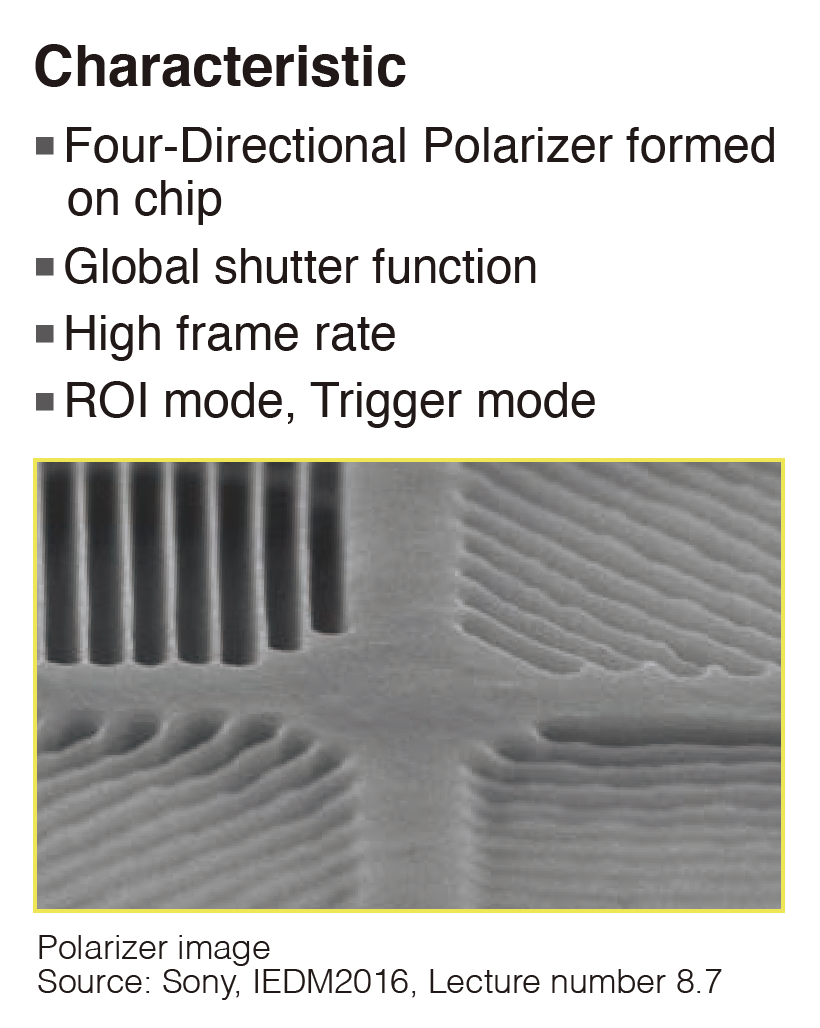 Characteristic
Four-Directional Polarizer formed
on chip
Global shutter function
High frame rate
ROI mode, Trigger mode
Polarizer image
Source: Sony, IEDM2016, Lecture number 8.7